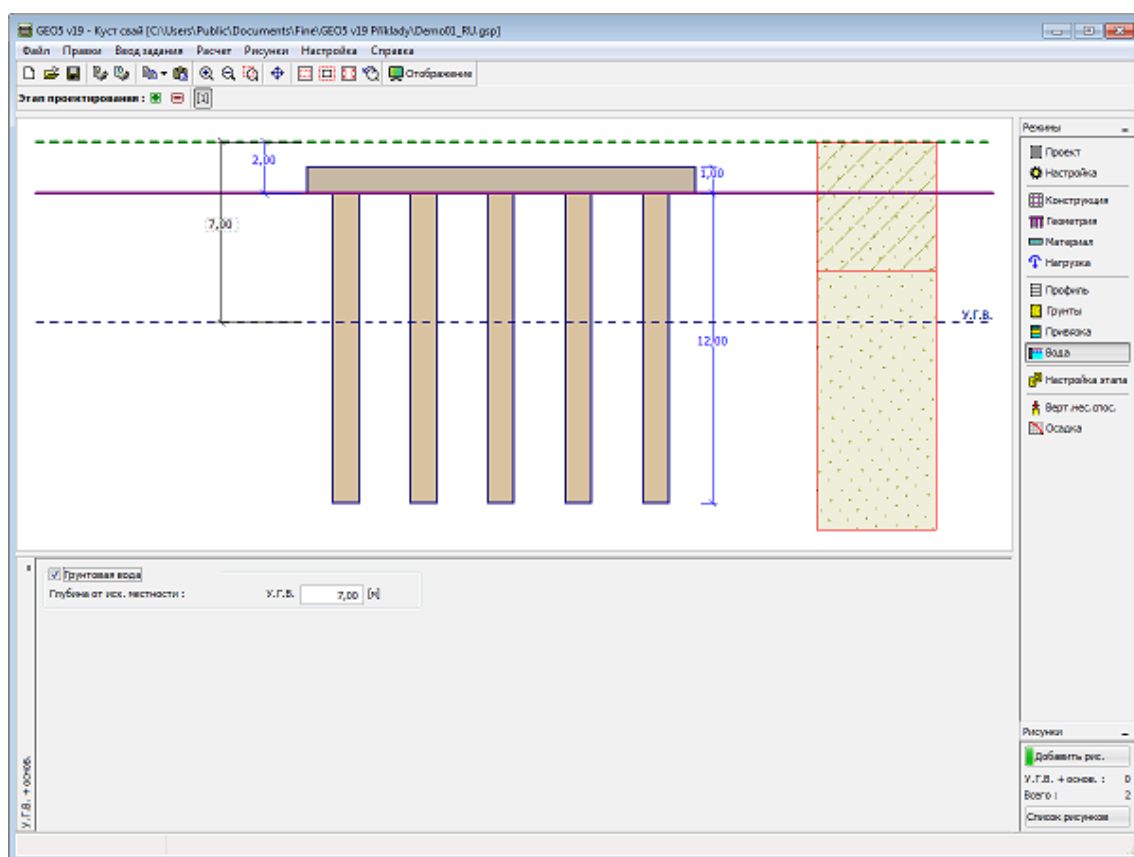 GEO5 v19 - Куст свай [C:\Users\Public\Documents\Fine\GEO5 v19 Příklady\Demo01_RU.gsp]
Файл Правки Ввод задания Расчет Рисунки Настройка Справка
Отображение
Этап проектирования : [1]
2,00
1,00
7,00
У.Г.В.
12,00
Режимы
Проект
Настройка
Конструкция
Геометрия
Материал
Нагрузка
Профиль
Грунты
Привязка
Вода
Настройка этапа
Верт.нес.спос.
Осадка
Грунтовая вода
Глубина от исх. местности : У.Г.В. 7,00 [м]
У.Г.В. + основ.
Рисунки
Добавить рис.
У.Г.В. + основ. : 0
Всего : 2
Список рисунков